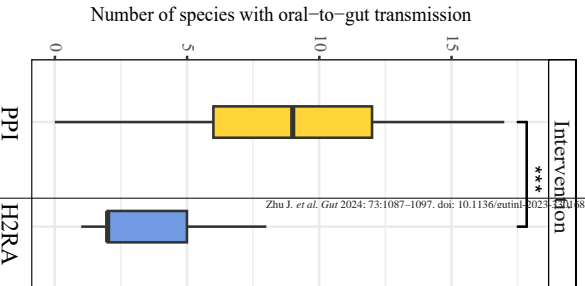 Number of species with oral−to−gut transmission
0 5 10 15
Intervention
PPI
***
Zhu J. et al. Gut 2024; 73:1087–1097. doi: 10.1136/gutjnl-2023-330168
H2RA